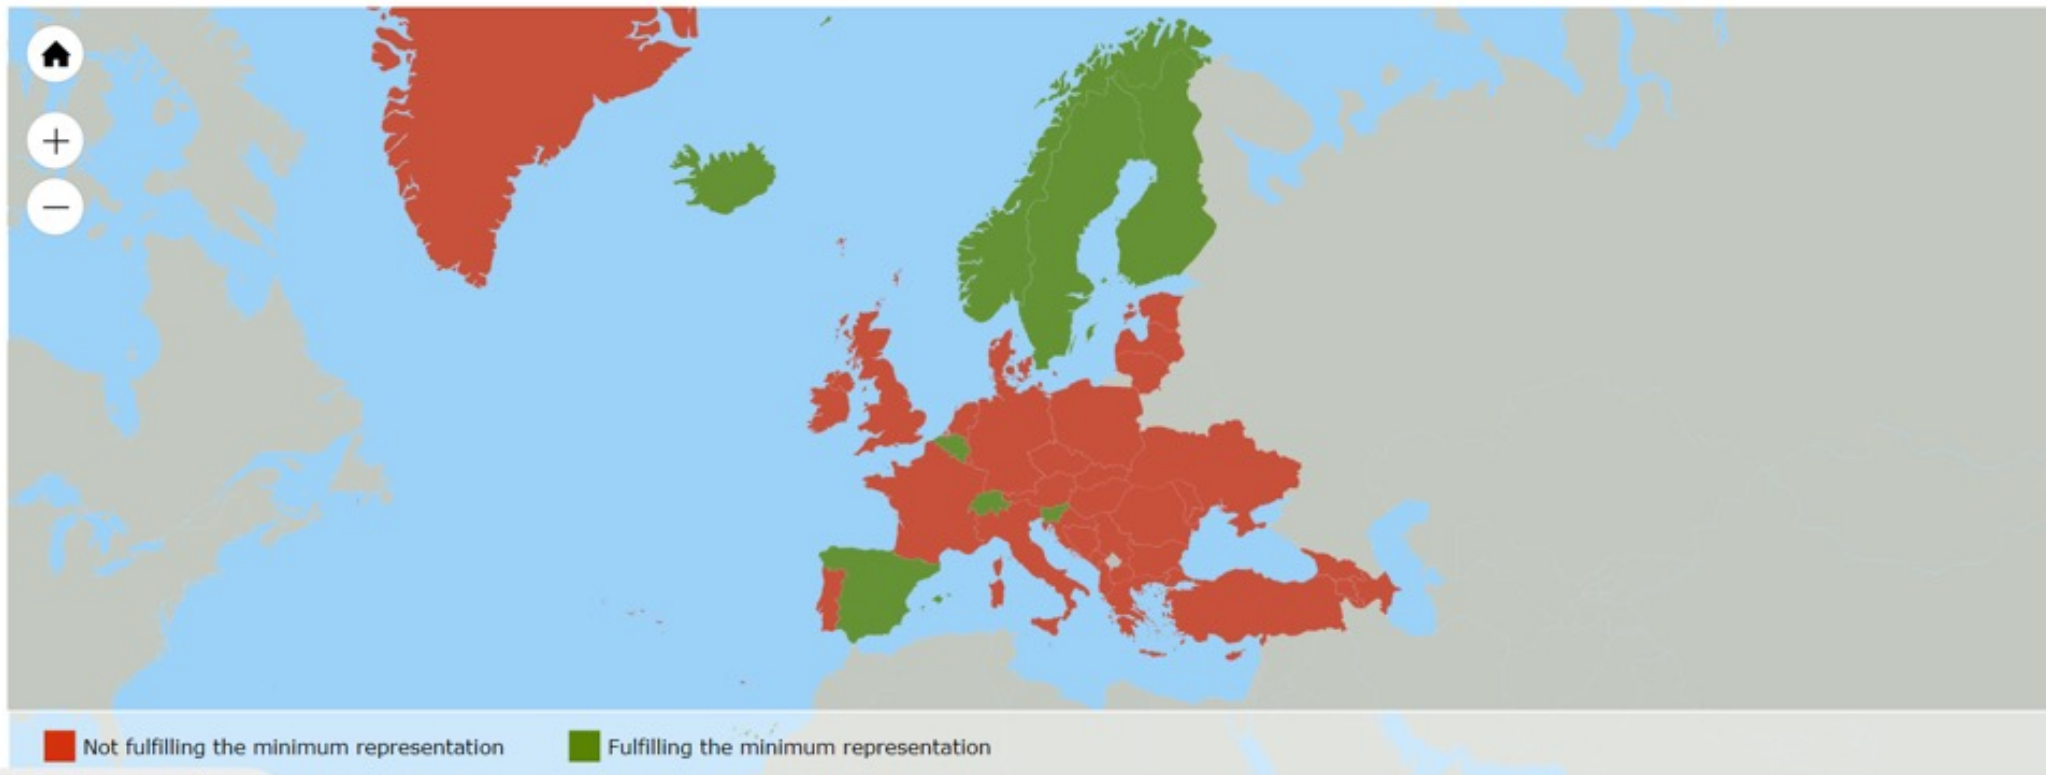 Not fulfilling the minimum representation
Fulfilling the minimum representation